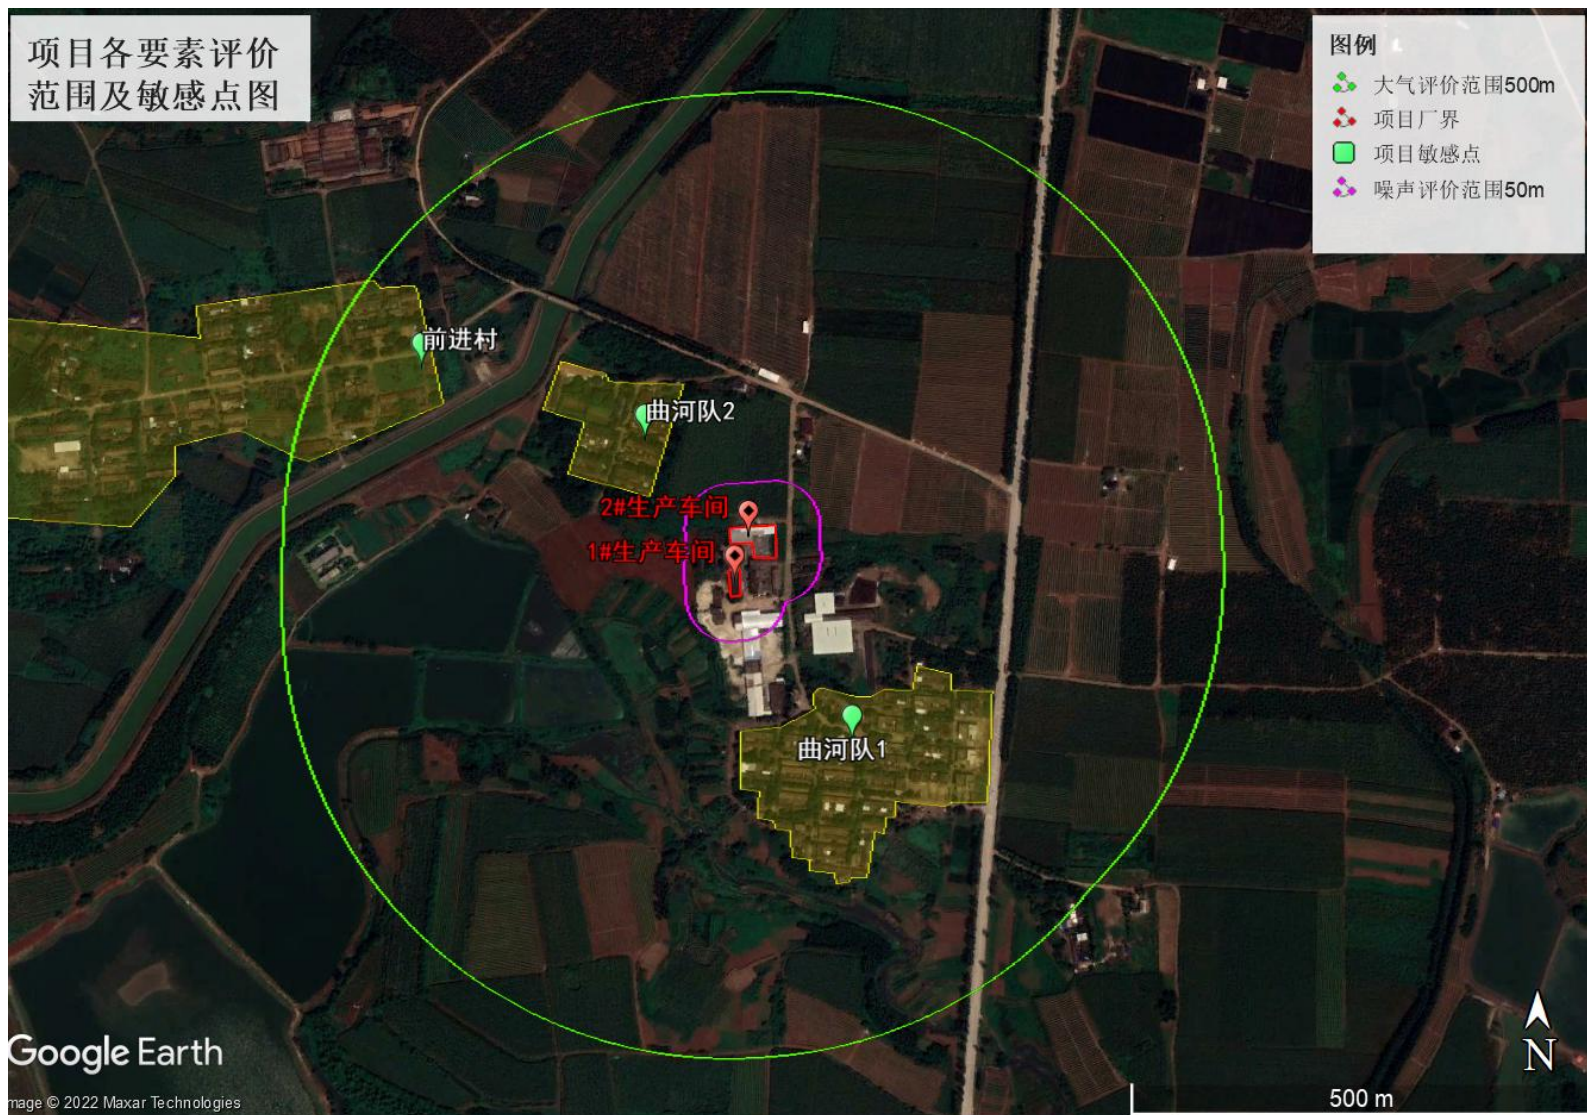 项目各要素评价
范围及敏感点图
图例
大气评价范围500m
项目厂界
项目敏感点
噪声评价范围50m
前进村
曲河队2
2#生产车间
1#生产车间
曲河队1
Google Earth
mage © 2022 Maxar Technologies
N
500 m